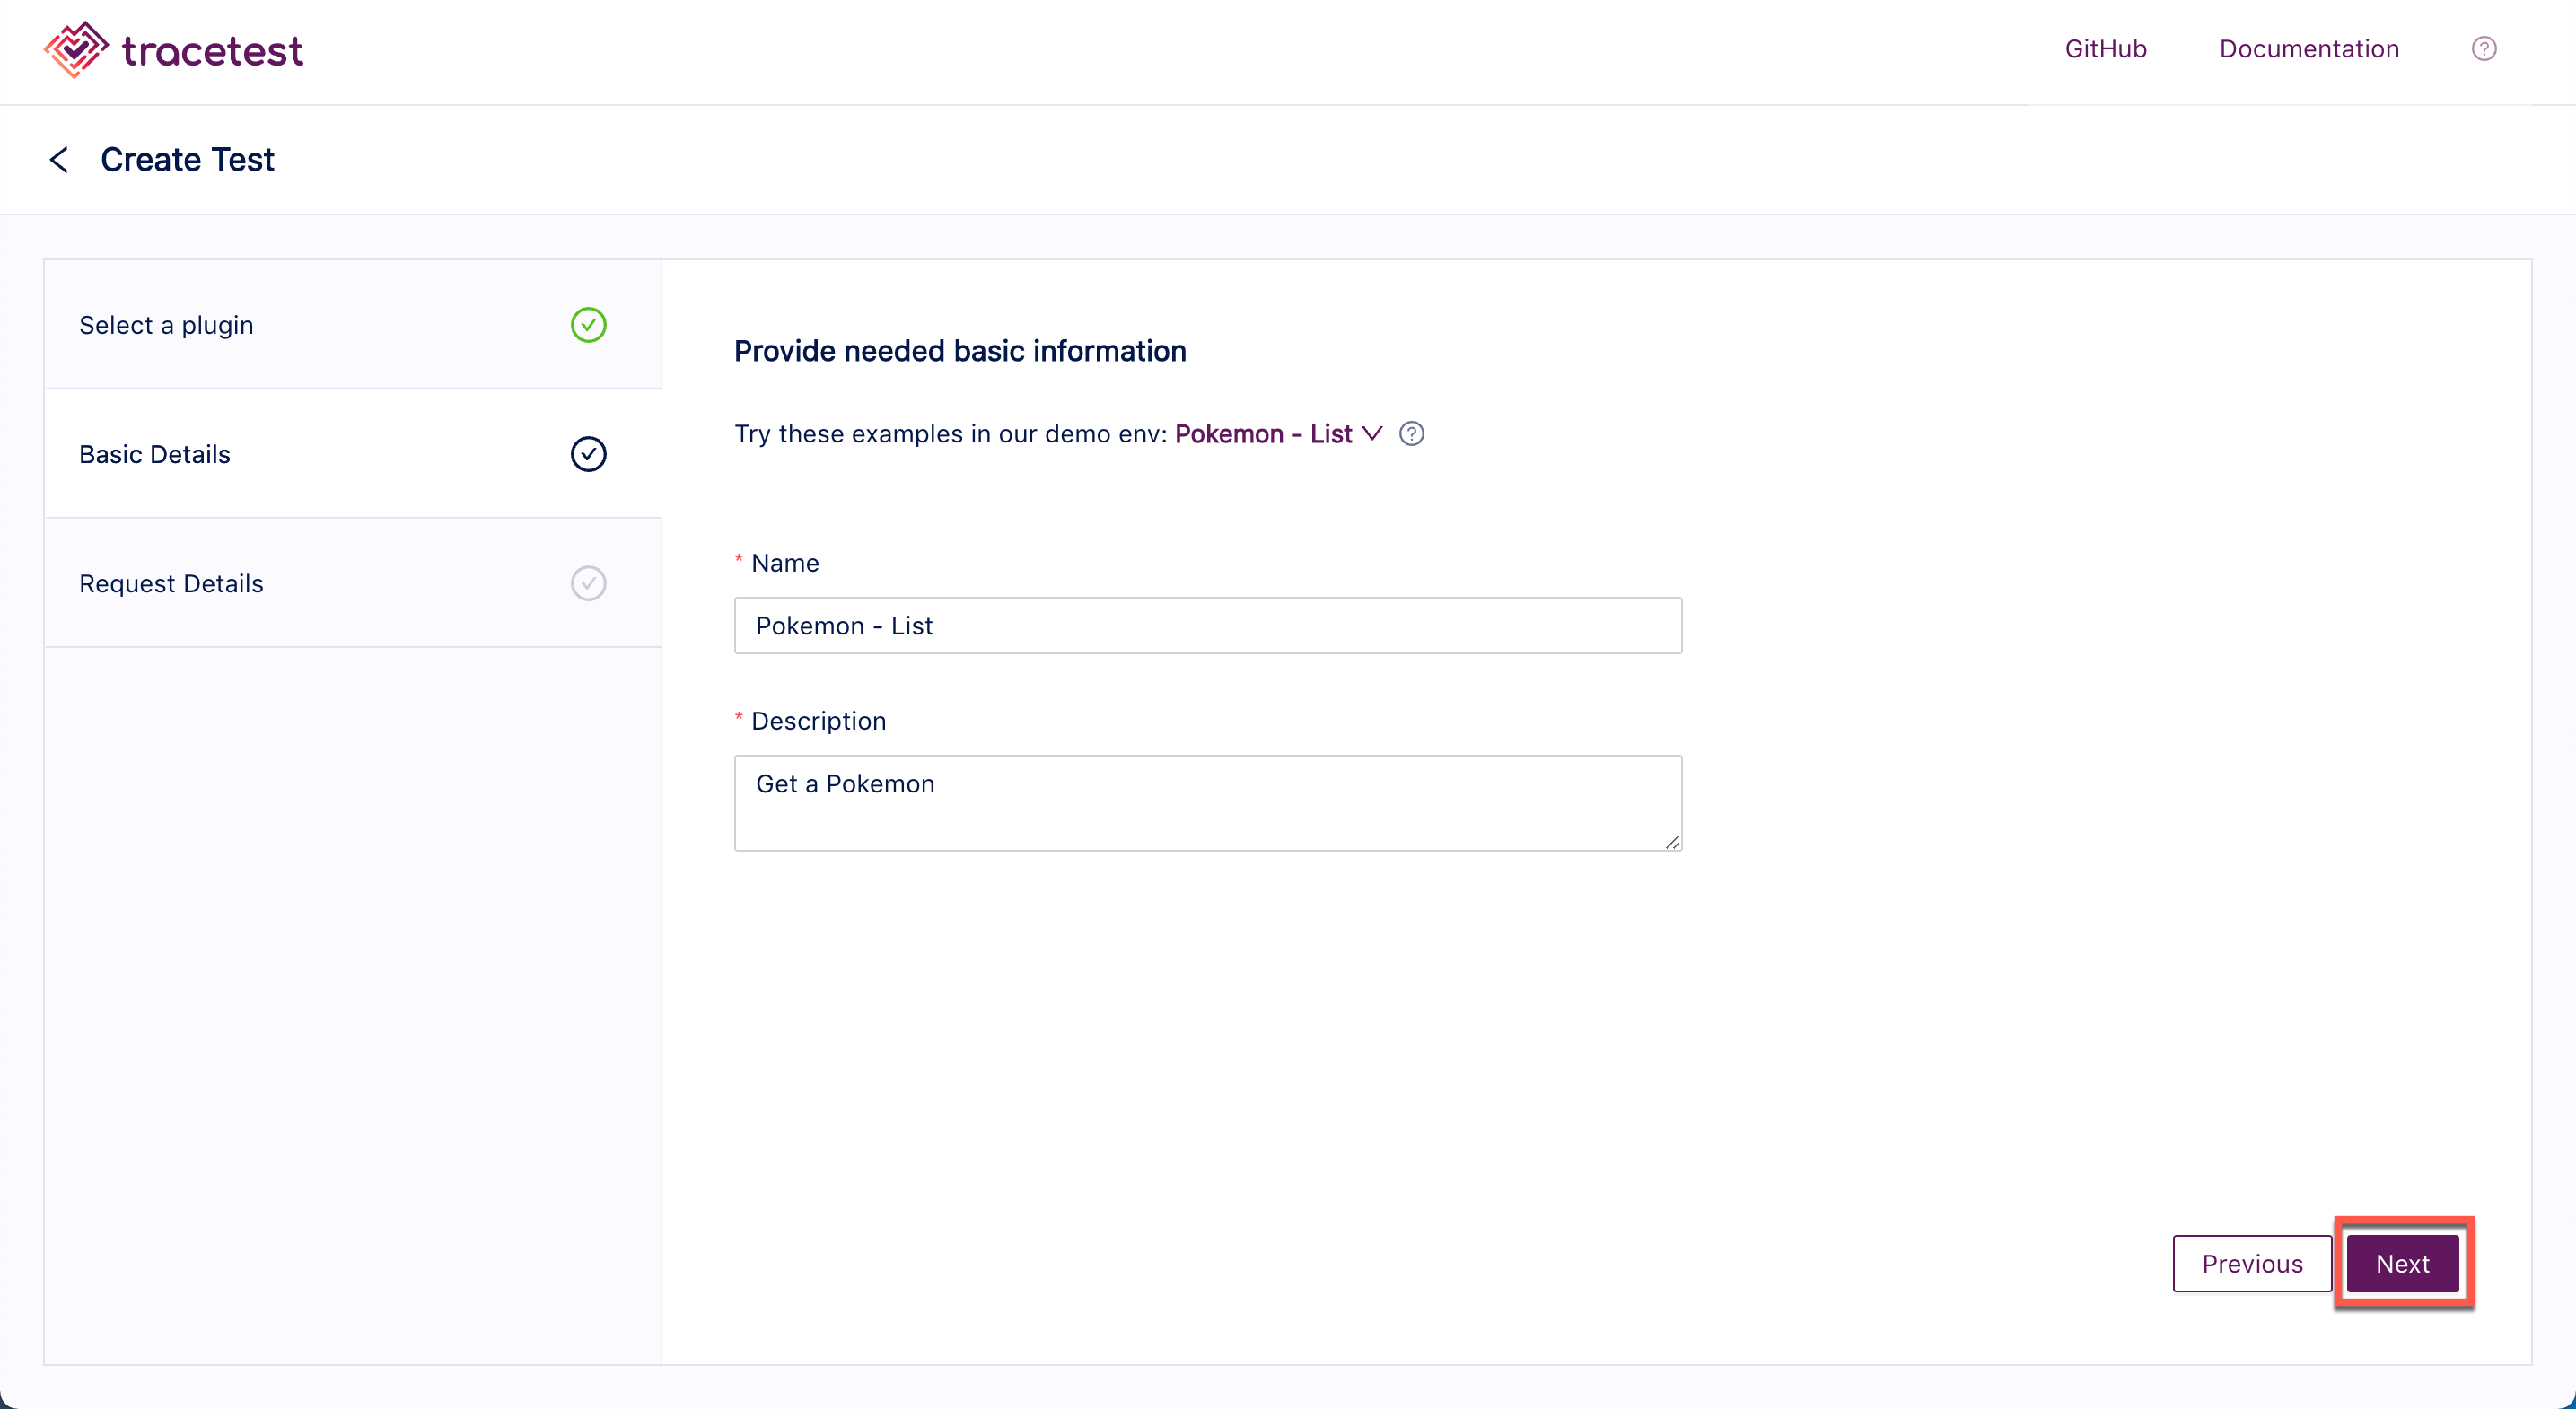 tracetest
GitHub
Documentation
?
Create Test
Select a plugin
Basic Details
Request Details
Provide needed basic information
Try these examples in our demo env: Pokemon - List ?
* Name
Pokemon - List
* Description
Get a Pokemon
Previous
Next